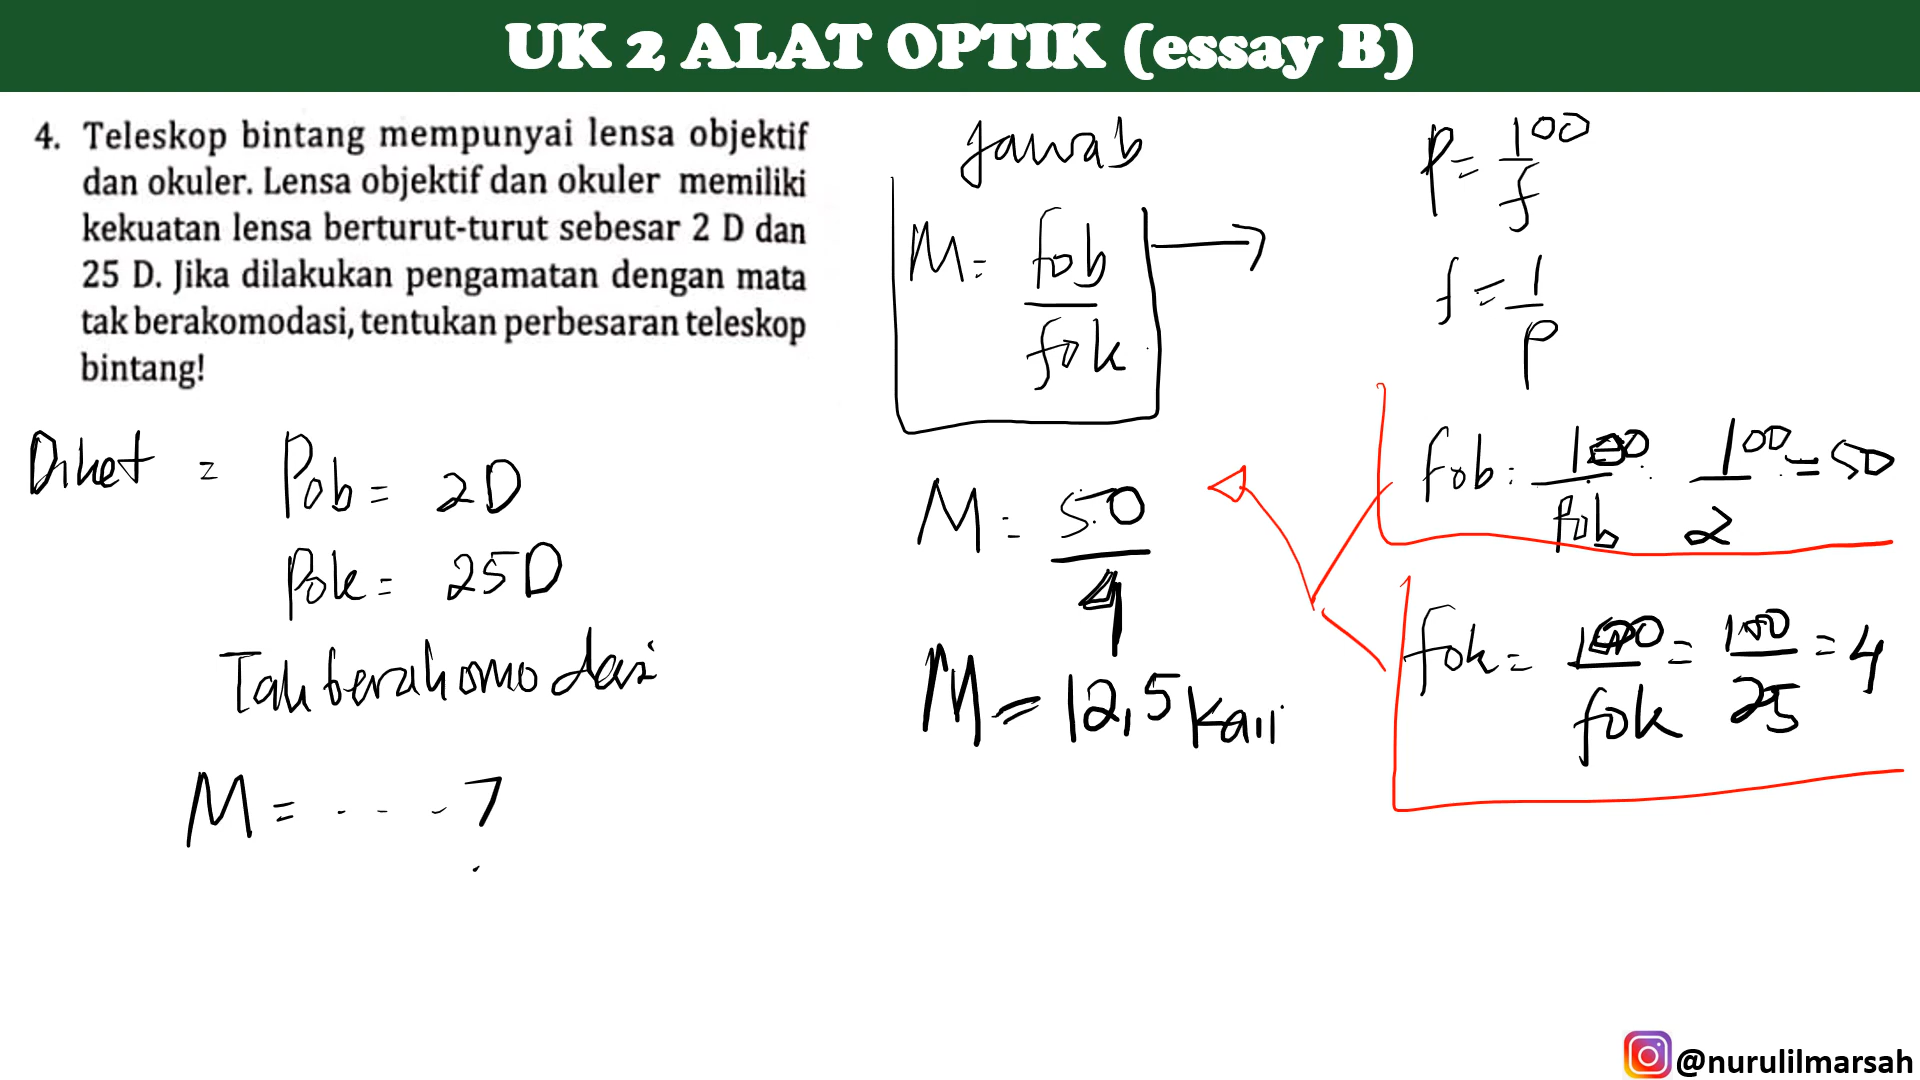 UK 2 ALAT OPTIK (essay B)
4. Teleskop bintang mempunyai lensa objektif
dan okuler. Lensa objektif dan okuler memiliki
kekuatan lensa berturut-turut sebesar 2 D dan
25 D. Jika dilakukan pengamatan dengan mata
tak berakomodasi, tentukan perbesaran teleskop
bintang!
Diket = Pob = 2D
Pok = 25D
Tak berakomodasi
M = - - - - ?
Jawab
M = fob / fok
M = 50 / 4
M = 12,5 kali
P = 100 / f
f = 1 / P
fob = 100 / Pob = 100 / 2 = 50
fok = 100 / fok = 100 / 25 = 4
@nurulilmarsah